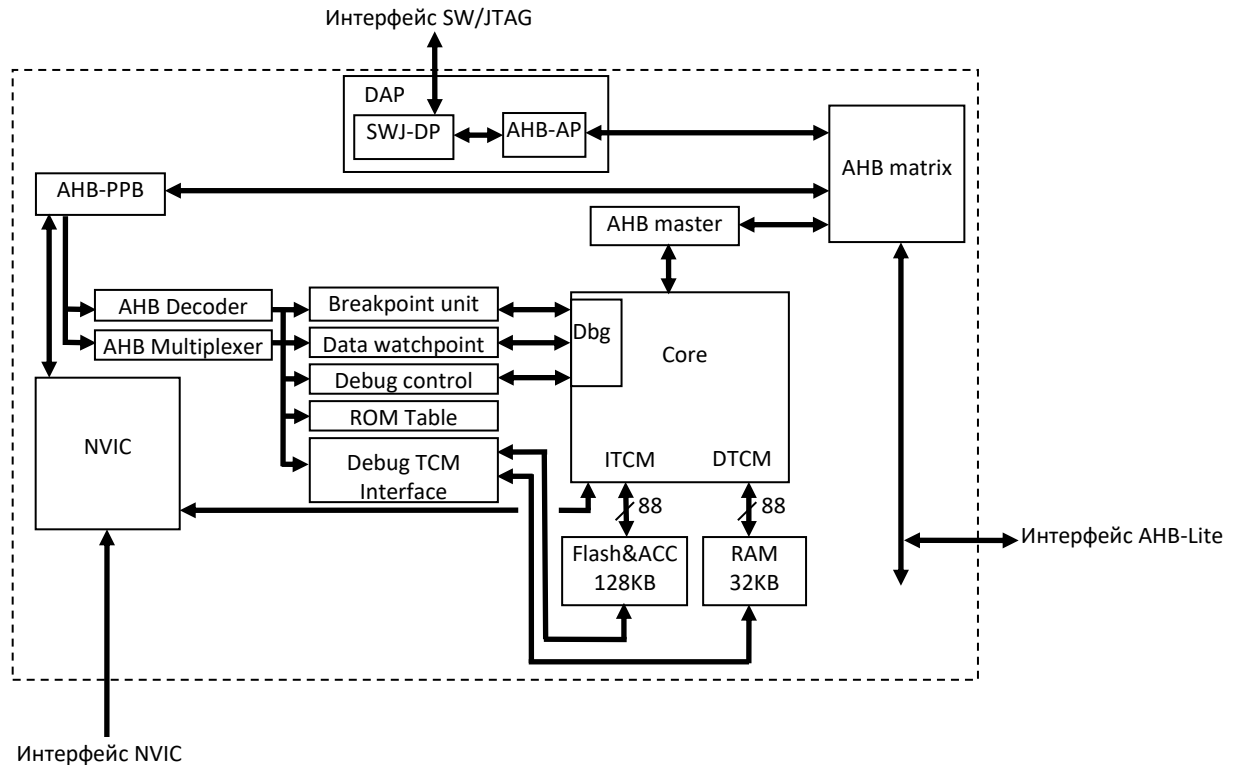 Интерфейс SW/JTAG
DAP
SWJ-DP
AHB-AP
AHB matrix
AHB-PPB
AHB master
AHB Decoder
Breakpoint unit
Dbg
Core
AHB Multiplexer
Data watchpoint
Debug control
ROM Table
NVIC
Debug TCM
Interface
ITCM
DTCM
88
88
Flash&ACC
128KB
RAM
32KB
Интерфейс AHB-Lite
Интерфейс NVIC